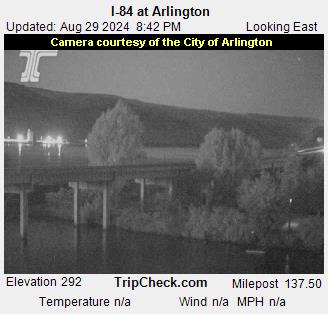 I-84 at Arlington
Updated: Aug 29 2024 8:42 PM Looking East
Camera courtesy of the City of Arlington
Elevation 292 TripCheck.com Milepost 137.50
Temperature n/a Wind n/a MPH n/a